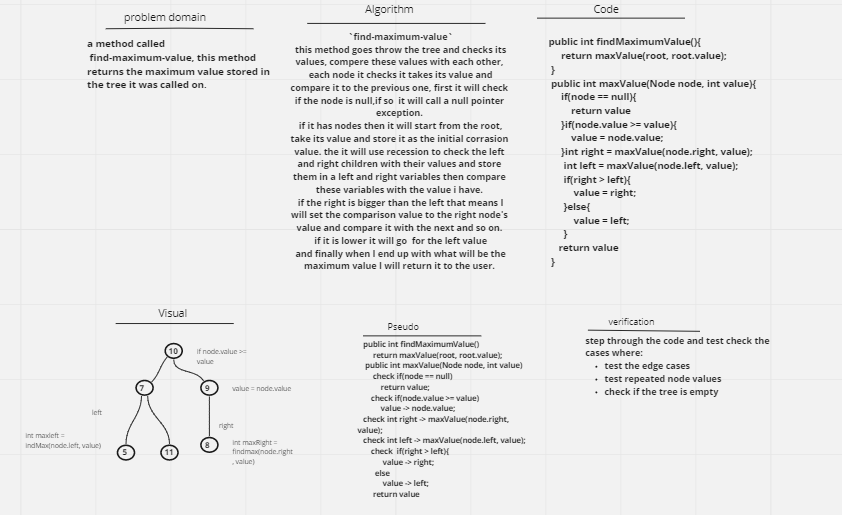 problem domain
a method called
find-maximum-value, this method
returns the maximum value stored in
the tree it was called on.
Algorithm
`find-maximum-value`
this method goes throw the tree and checks its
values, compere these values with each other,
each node it checks it takes its value and
compare it to the previous one, first it will check
if the node is null,if so it will call a null pointer
exception.
if it has nodes then it will start from the root,
take its value and store it as the initial corrasion
value. the it will use recession to check the left
and right children with their values and store
them in a left and right variables then compare
these variables with the value i have.
if the right is bigger than the left that means I
will set the comparison value to the right node's
value and compare it with the next and so on.
if it is lower it will go for the left value
and finally when I end up with what will be the
maximum value I will return it to the user.
Code
public int findMaximumValue(){
return maxValue(root, root.value);
}
public int maxValue(Node node, int value){
if(node == null){
return value
}if(node.value >= value){
value = node.value;
}int right = maxValue(node.right, value);
int left = maxValue(node.left, value);
if(right > left){
value = right;
}else{
value = left;
}
return value
}
Visual
10
if node.value >=
value
7
9
value = node.value
left
right
int maxleft =
indMax(node.left, value)
5
11
8
int maxRight =
findmax(node.right
, value)
Pseudo
public int findMaximumValue()
return maxValue(root, root.value);
public int maxValue(Node node, int value)
check if(node == null)
return value;
check if(node.value >= value)
value -> node.value;
check int right -> maxValue(node.right,
value);
check int left -> maxValue(node.left, value);
check if(right > left){
value -> right;
else
value -> left;
return value
verification
step through the code and test check the
cases where:
• test the edge cases
• test repeated node values
• check if the tree is empty